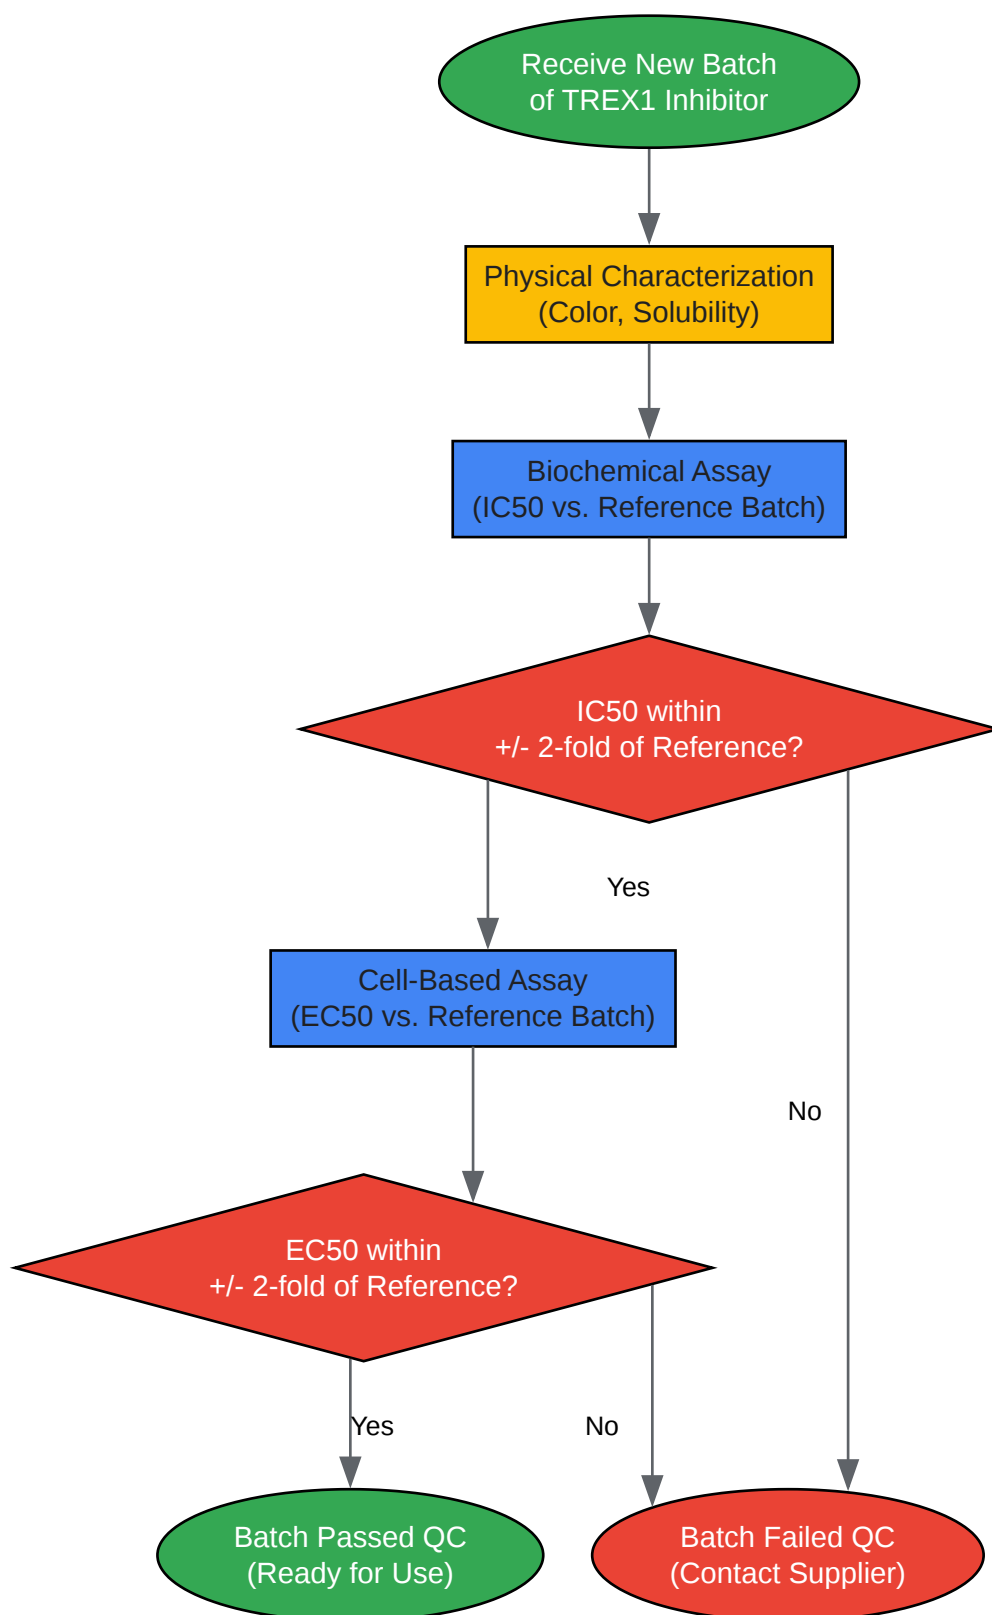 Receive New Batch
of TREX1 Inhibitor
Physical Characterization
(Color, Solubility)
Biochemical Assay
(IC50 vs. Reference Batch)
IC50 within
+/- 2-fold of Reference?
Yes
Cell-Based Assay
(EC50 vs. Reference Batch)
No
EC50 within
+/- 2-fold of Reference?
Yes
No
Batch Passed QC
(Ready for Use)
Batch Failed QC
(Contact Supplier)